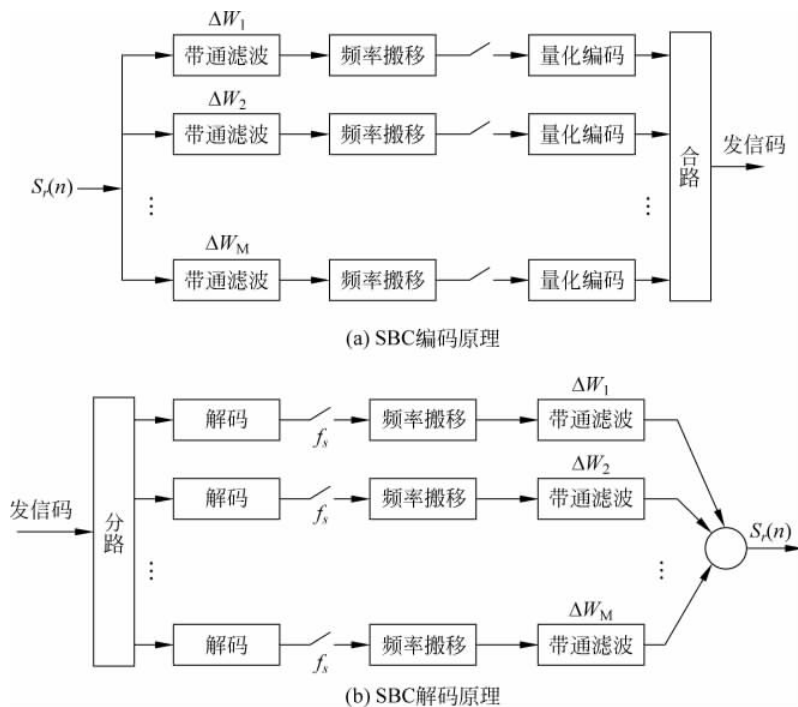 ΔW₁
带通滤波 频率搬移 量化编码
ΔW₂
带通滤波 频率搬移 量化编码
合路
发信码
Sᵣ(n)
⋮ ⋮
ΔW_M
带通滤波 频率搬移 量化编码
(a) SBC编码原理
ΔW₁
解码 fₛ 频率搬移 带通滤波
ΔW₂
解码 fₛ 频率搬移 带通滤波
发信码
分路
Sᵣ(n)
⋮ ⋮
ΔW_M
解码 fₛ 频率搬移 带通滤波
(b) SBC解码原理